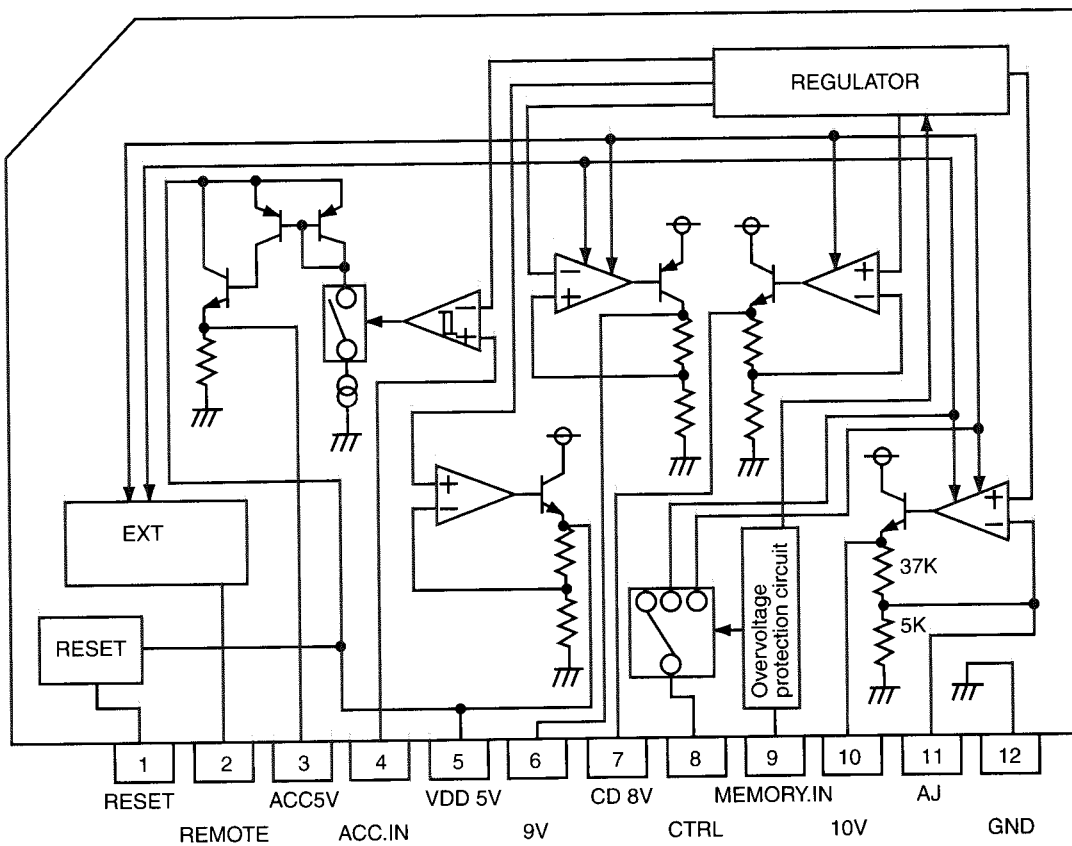 REGULATOR
EXT
RESET
Overvoltage
protection circuit
37K
5K
+
−
+
−
+
−
+
−
+
−
1 2 3 4 5 6 7 8 9 10 11 12
RESET ACC5V VDD 5V CD 8V MEMORY.IN AJ
REMOTE ACC.IN 9V CTRL 10V GND